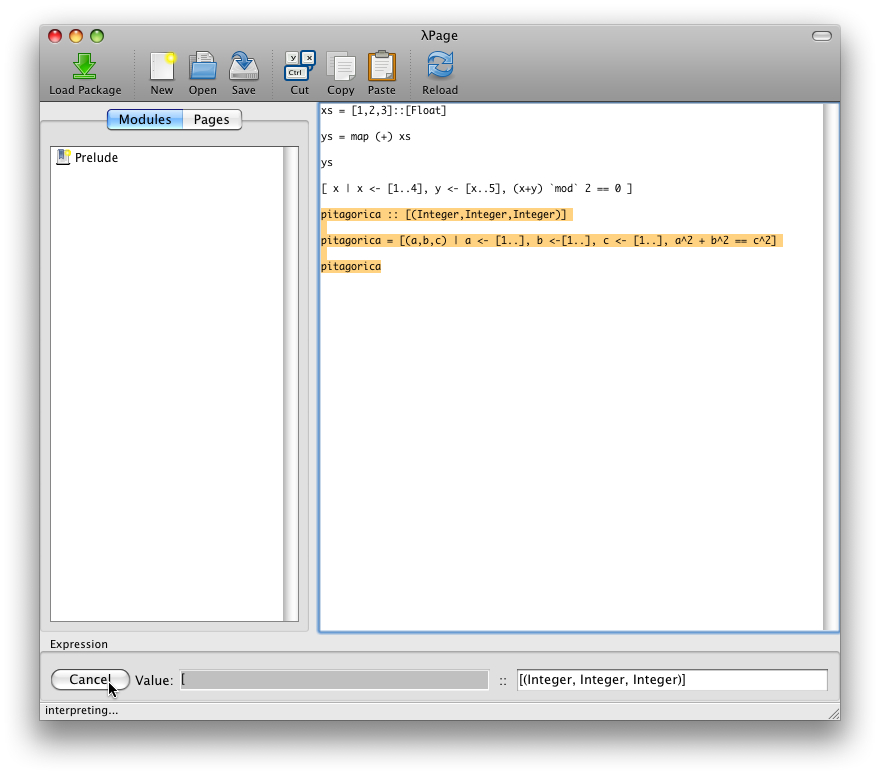 λPage
Load Package New Open Save y x Ctrl Cut Copy Paste Reload
Modules Pages
Prelude
xs = [1,2,3]::[Float]
ys = map (+) xs
ys
[ x | x <- [1..4], y <- [x..5], (x+y) `mod` 2 == 0 ]
pitagorica :: [(Integer,Integer,Integer)]
pitagorica = [(a,b,c) | a <- [1..], b <-[1..], c <- [1..], a^2 + b^2 == c^2]
pitagorica
Expression
Cancel Value: [ :: [(Integer, Integer, Integer)]
interpreting...